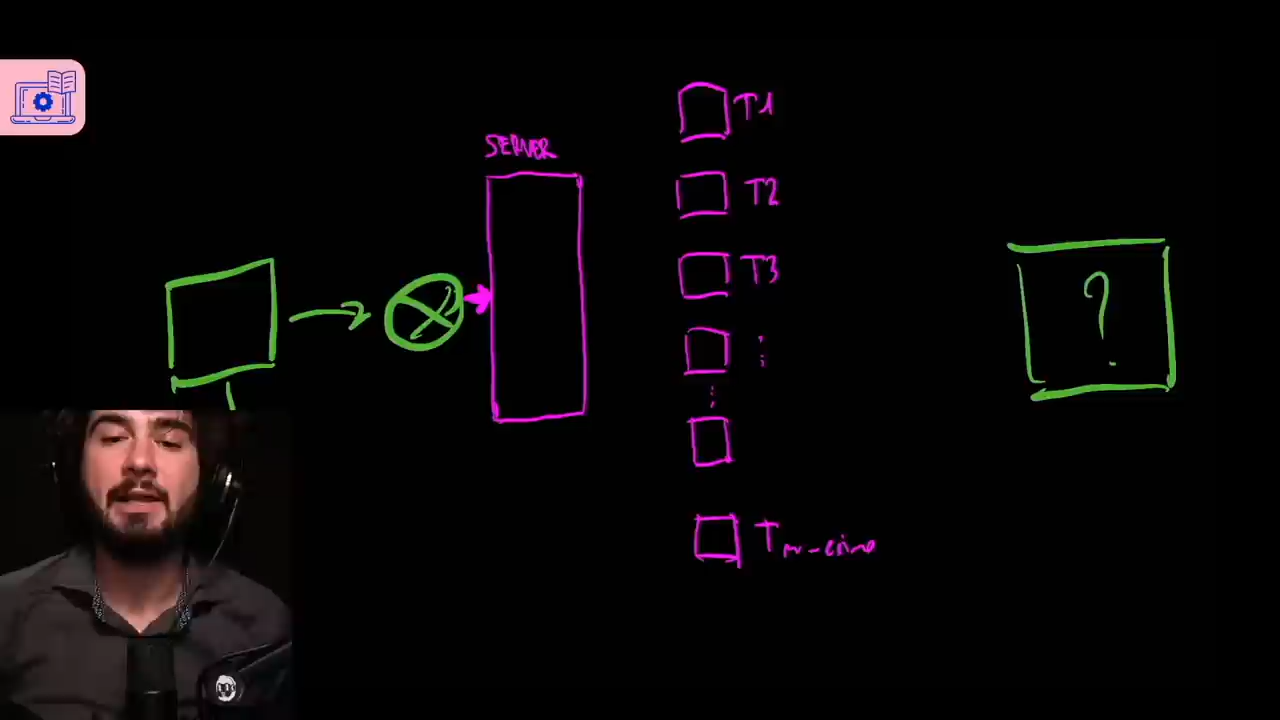 SERVER
T1
T2
T3
⋮
⋮
?
T